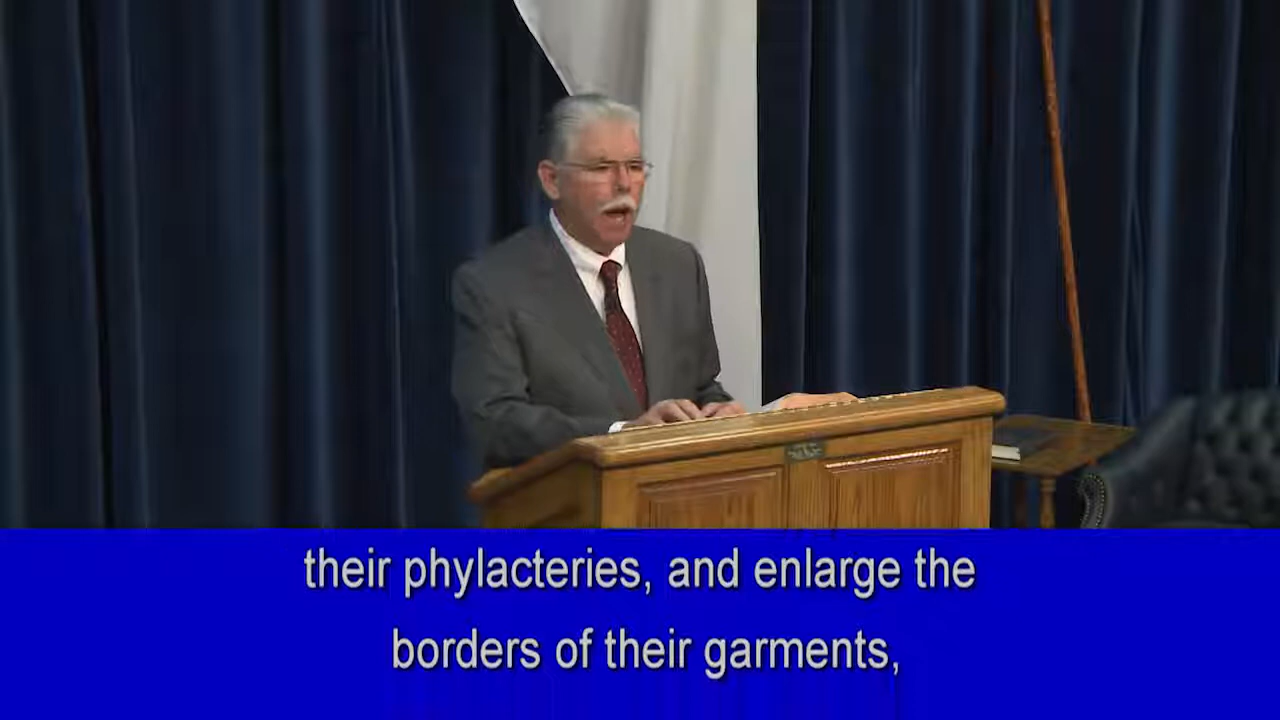 their phylacteries, and enlarge the
borders of their garments,